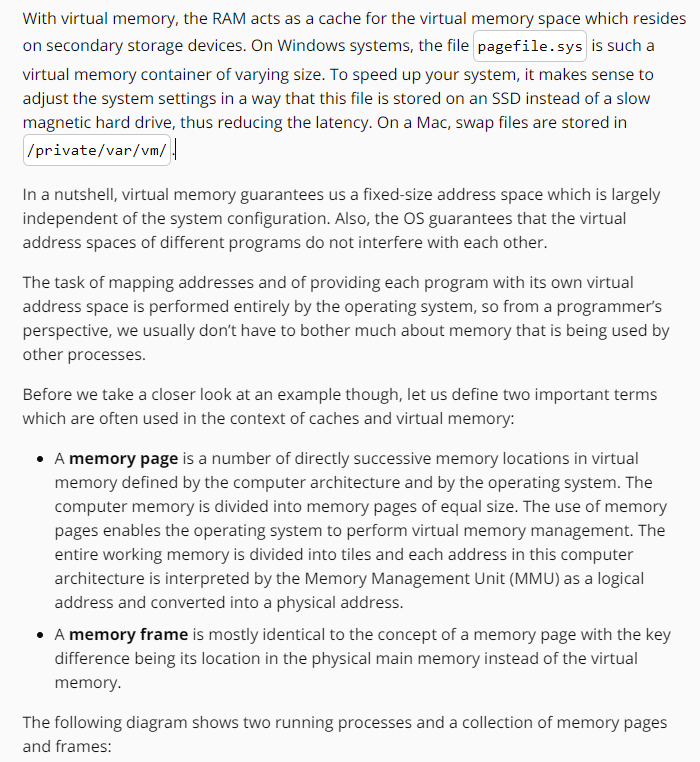 With virtual memory, the RAM acts as a cache for the virtual memory space which resides
on secondary storage devices. On Windows systems, the file pagefile.sys is such a
virtual memory container of varying size. To speed up your system, it makes sense to
adjust the system settings in a way that this file is stored on an SSD instead of a slow
magnetic hard drive, thus reducing the latency. On a Mac, swap files are stored in
/private/var/vm/.
In a nutshell, virtual memory guarantees us a fixed-size address space which is largely
independent of the system configuration. Also, the OS guarantees that the virtual
address spaces of different programs do not interfere with each other.
The task of mapping addresses and of providing each program with its own virtual
address space is performed entirely by the operating system, so from a programmer’s
perspective, we usually don’t have to bother much about memory that is being used by
other processes.
Before we take a closer look at an example though, let us define two important terms
which are often used in the context of caches and virtual memory:
• A memory page is a number of directly successive memory locations in virtual
memory defined by the computer architecture and by the operating system. The
computer memory is divided into memory pages of equal size. The use of memory
pages enables the operating system to perform virtual memory management. The
entire working memory is divided into tiles and each address in this computer
architecture is interpreted by the Memory Management Unit (MMU) as a logical
address and converted into a physical address.
• A memory frame is mostly identical to the concept of a memory page with the key
difference being its location in the physical main memory instead of the virtual
memory.
The following diagram shows two running processes and a collection of memory pages
and frames: